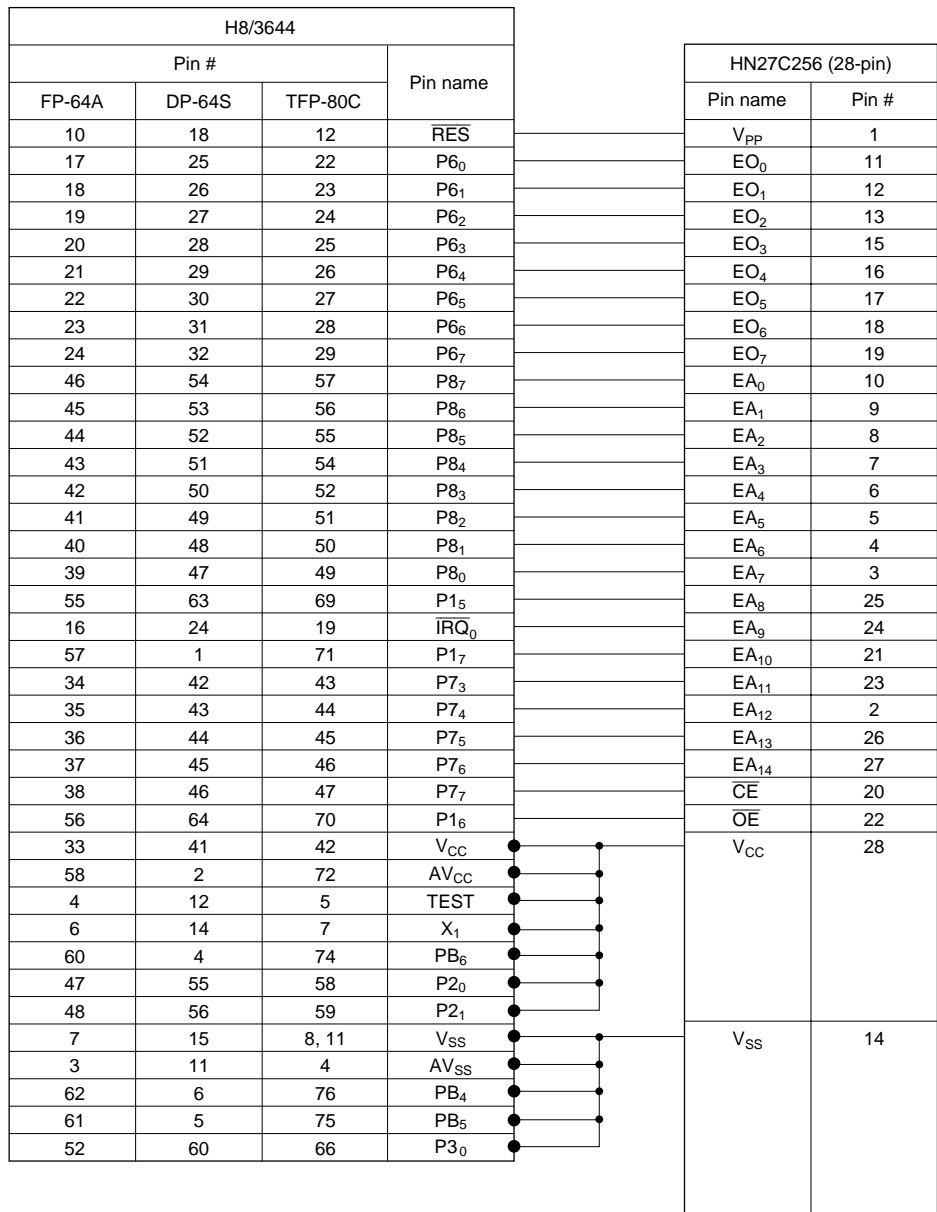 H8/3644
Pin # Pin name HN27C256 (28-pin)
FP-64A DP-64S TFP-80C Pin name Pin #
10 18 12 R̅E̅S̅ V_PP 1
17 25 22 P6₀ EO₀ 11
18 26 23 P6₁ EO₁ 12
19 27 24 P6₂ EO₂ 13
20 28 25 P6₃ EO₃ 15
21 29 26 P6₄ EO₄ 16
22 30 27 P6₅ EO₅ 17
23 31 28 P6₆ EO₆ 18
24 32 29 P6₇ EO₇ 19
46 54 57 P8₇ EA₀ 10
45 53 56 P8₆ EA₁ 9
44 52 55 P8₅ EA₂ 8
43 51 54 P8₄ EA₃ 7
42 50 52 P8₃ EA₄ 6
41 49 51 P8₂ EA₅ 5
40 48 50 P8₁ EA₆ 4
39 47 49 P8₀ EA₇ 3
55 63 69 P1₅ EA₈ 25
16 24 19 I̅R̅Q̅₀ EA₉ 24
57 1 71 P1₇ EA₁₀ 21
34 42 43 P7₃ EA₁₁ 23
35 43 44 P7₄ EA₁₂ 2
36 44 45 P7₅ EA₁₃ 26
37 45 46 P7₆ EA₁₄ 27
38 46 47 P7₇ C̅E̅ 20
56 64 70 P1₆ O̅E̅ 22
33 41 42 V_CC V_CC 28
58 2 72 AV_CC
4 12 5 TEST
6 14 7 X₁
60 4 74 PB₆
47 55 58 P2₀
48 56 59 P2₁
7 15 8, 11 V_SS V_SS 14
3 11 4 AV_SS
62 6 76 PB₄
61 5 75 PB₅
52 60 66 P3₀